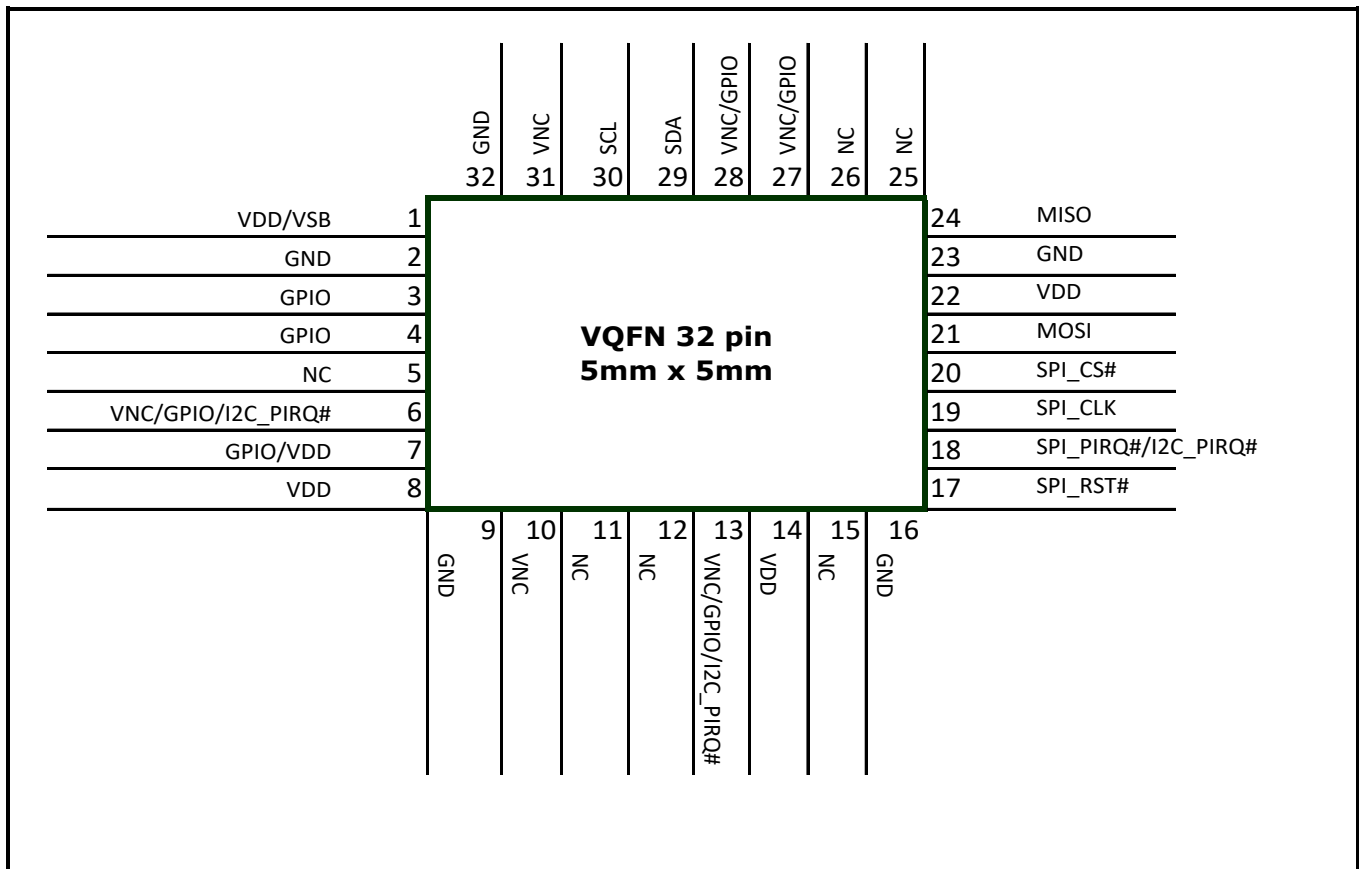 GND
VNC
SCL
SDA
VNC/GPIO
VNC/GPIO
NC
NC
32 31 30 29 28 27 26 25
VDD/VSB 1
GND 2
GPIO 3
GPIO 4
NC 5
VNC/GPIO/I2C_PIRQ# 6
GPIO/VDD 7
VDD 8
VQFN 32 pin
5mm x 5mm
24 MISO
23 GND
22 VDD
21 MOSI
20 SPI_CS#
19 SPI_CLK
18 SPI_PIRQ#/I2C_PIRQ#
17 SPI_RST#
9 10 11 12 13 14 15 16
GND
VNC
NC
NC
VNC/GPIO/I2C_PIRQ#
VDD
NC
GND